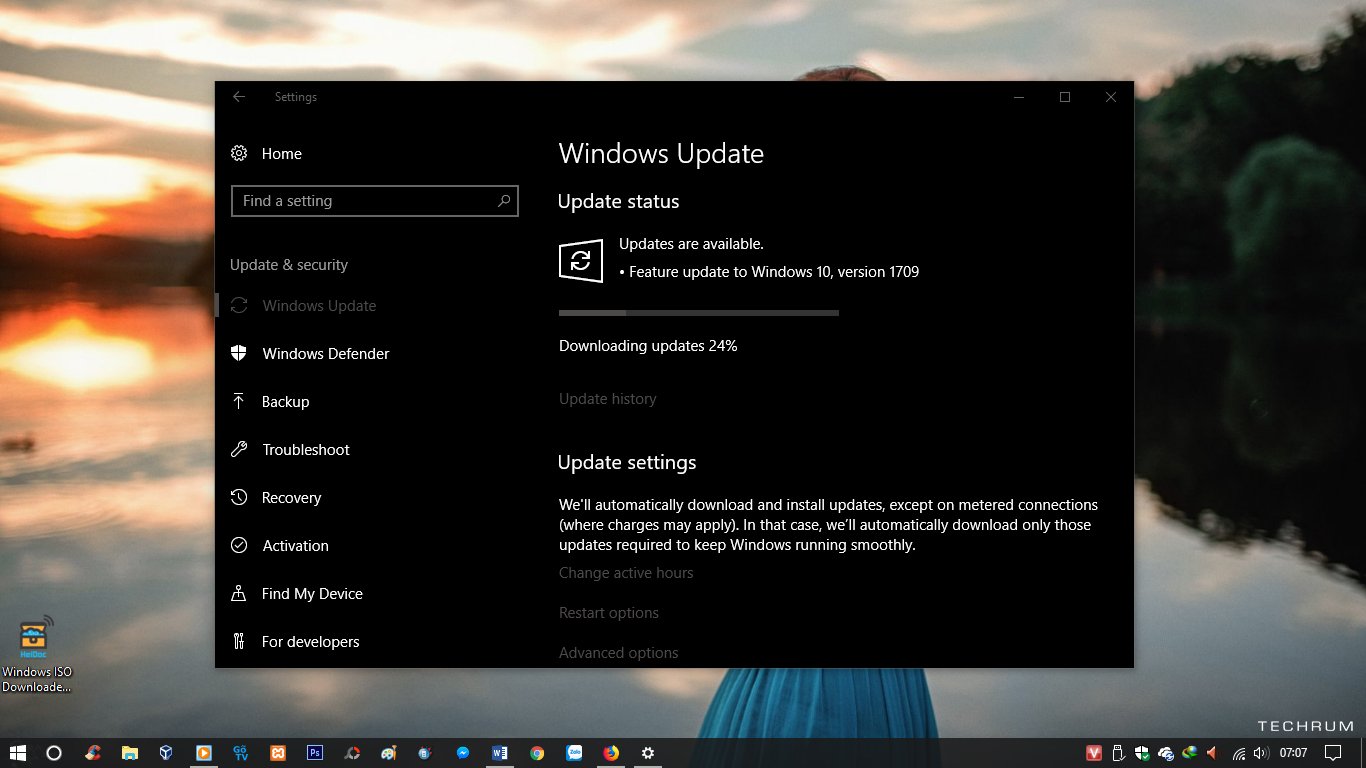 Settings
Home
Find a setting
Update & security
Windows Update
Windows Defender
Backup
Troubleshoot
Recovery
Activation
Find My Device
For developers
Windows Update
Update status
Updates are available.
• Feature update to Windows 10, version 1709
Downloading updates 24%
Update history
Update settings
We'll automatically download and install updates, except on metered connections
(where charges may apply). In that case, we'll automatically download only those
updates required to keep Windows running smoothly.
Change active hours
Restart options
Advanced options
HeiDoc
Windows ISO
Downloade...
TECHRUM
GỗTV
Ps
Zalo
V
07:07